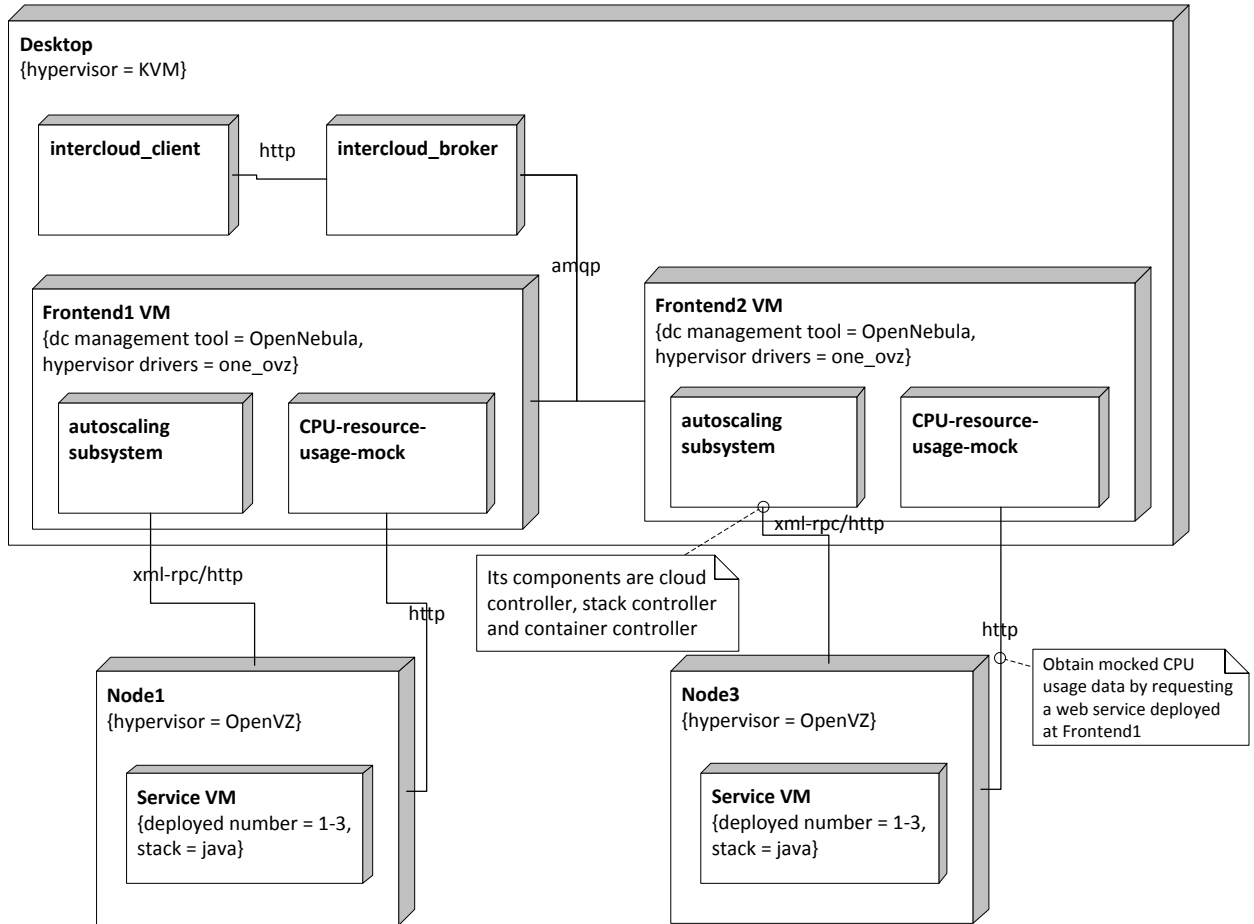 Desktop
{hypervisor = KVM}
intercloud_client
http
intercloud_broker
amqp
Frontend1 VM
{dc management tool = OpenNebula,
hypervisor drivers = one_ovz}
autoscaling
subsystem
CPU-resource-
usage-mock
Frontend2 VM
{dc management tool = OpenNebula,
hypervisor drivers = one_ovz}
autoscaling
subsystem
CPU-resource-
usage-mock
xml-rpc/http
http
xml-rpc/http
Its components are cloud
controller, stack controller
and container controller
http
Obtain mocked CPU
usage data by requesting
a web service deployed
at Frontend1
Node1
{hypervisor = OpenVZ}
Service VM
{deployed number = 1-3,
stack = java}
Node3
{hypervisor = OpenVZ}
Service VM
{deployed number = 1-3,
stack = java}